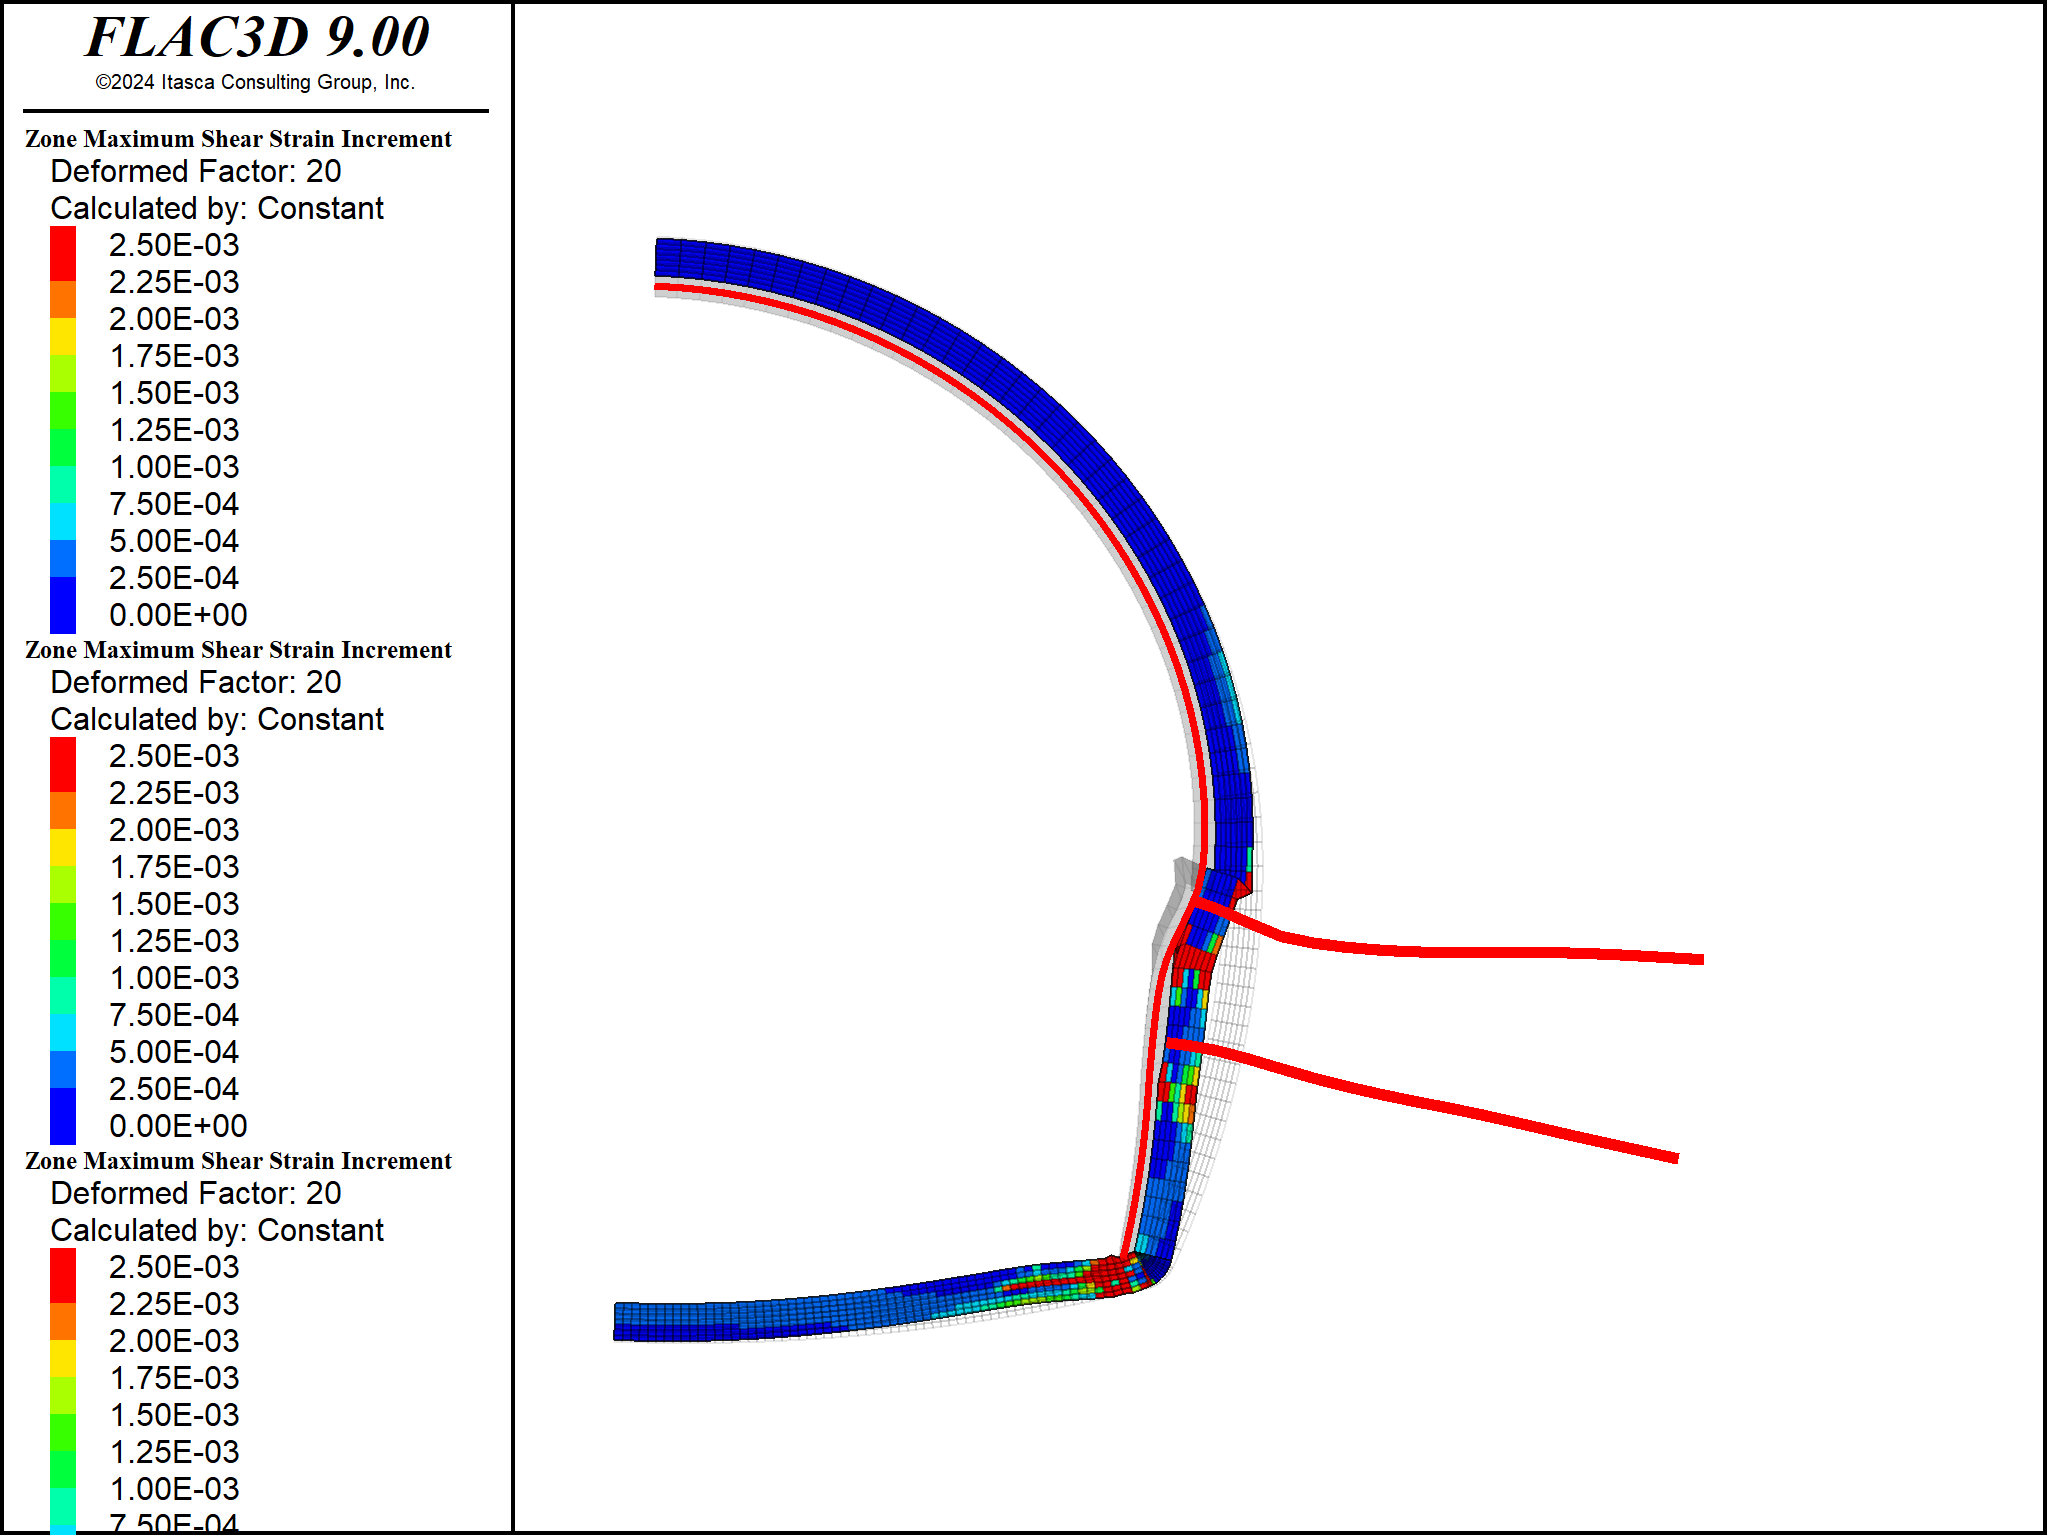 FLAC3D 9.00
©2024 Itasca Consulting Group, Inc.
Zone Maximum Shear Strain Increment
Deformed Factor: 20
Calculated by: Constant
2.50E-03
2.25E-03
2.00E-03
1.75E-03
1.50E-03
1.25E-03
1.00E-03
7.50E-04
5.00E-04
2.50E-04
0.00E+00
Zone Maximum Shear Strain Increment
Deformed Factor: 20
Calculated by: Constant
2.50E-03
2.25E-03
2.00E-03
1.75E-03
1.50E-03
1.25E-03
1.00E-03
7.50E-04
5.00E-04
2.50E-04
0.00E+00
Zone Maximum Shear Strain Increment
Deformed Factor: 20
Calculated by: Constant
2.50E-03
2.25E-03
2.00E-03
1.75E-03
1.50E-03
1.25E-03
1.00E-03
7.50E-04